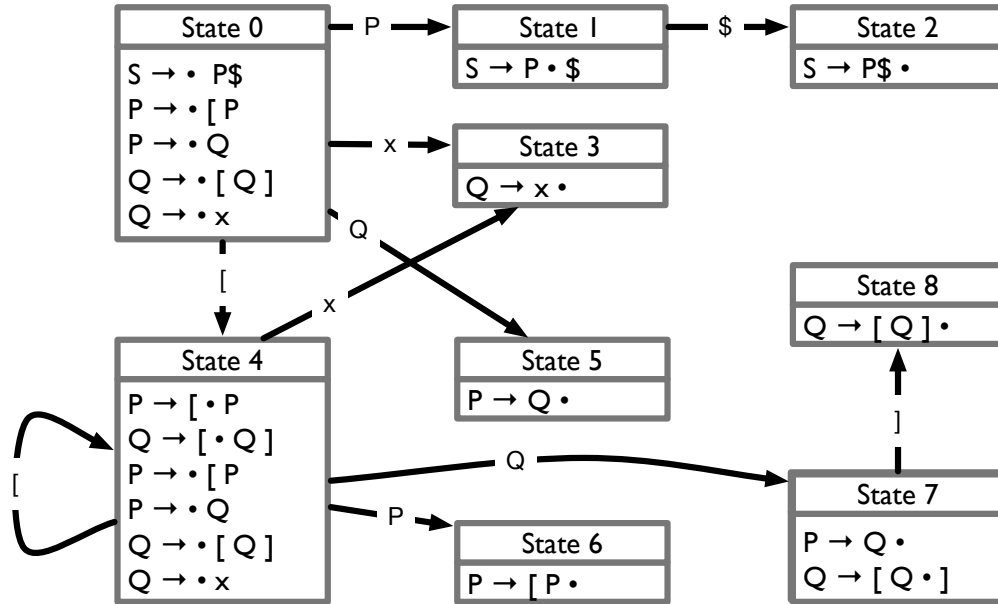 State 0
S → • P$
P → • [ P
P → • Q
Q → • [ Q ]
Q → • x
P
State 1
S → P • $
$
State 2
S → P$ •
x
State 3
Q → x •
Q
[
x
State 8
Q → [ Q ] •
State 4
P → [ • P
Q → [ • Q ]
P → • [ P
P → • Q
Q → • [ Q ]
Q → • x
[
State 5
P → Q •
]
Q
P
State 6
P → [ P •
State 7
P → Q •
Q → [ Q • ]